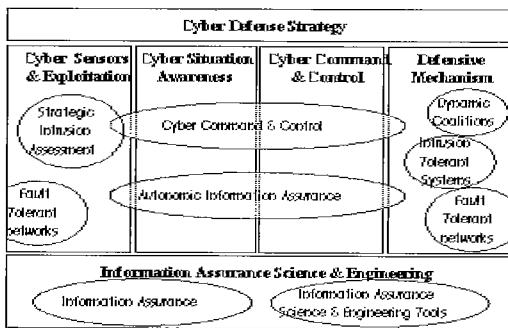 Cyber Defense Strategy
Cyber Sensors
& Exploitation
Cyber Situation
Awareness
Cyber Command
& Control
Defensive
Mechanism
Strategic
Intrusion
Assessment
Cyber Command & Control
Dynamic
Coalitions
Intrusion
Tolerant
Systems
Autonomic Information Assurance
Fault
Tolerant
networks
Fault
Tolerant
networks
Information Assurance Science & Engineering
Information Assurance
Information Assurance
Science & Engineering Tools